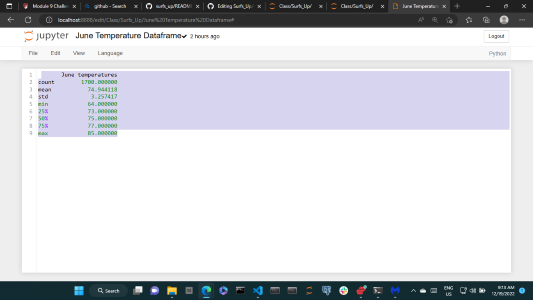 Module 9 Challen
github - Search
surfs_up/README
Editing Surfs_Up
Class/Surfs_Up/
Class/Surfs_Up/
June Temperature
localhost:8888/edit/Class/Surfs_Up/June%20Temperature%20Dataframe#
jupyter June Temperature Dataframe 2 hours ago
Logout
File Edit View Language
Python
1 June temperatures
2 count 1700.000000
3 mean 74.944118
4 std 3.257417
5 min 64.000000
6 25% 73.000000
7 50% 75.000000
8 75% 77.000000
9 max 85.000000
Search
ENG
US
9:15 AM
12/19/2022